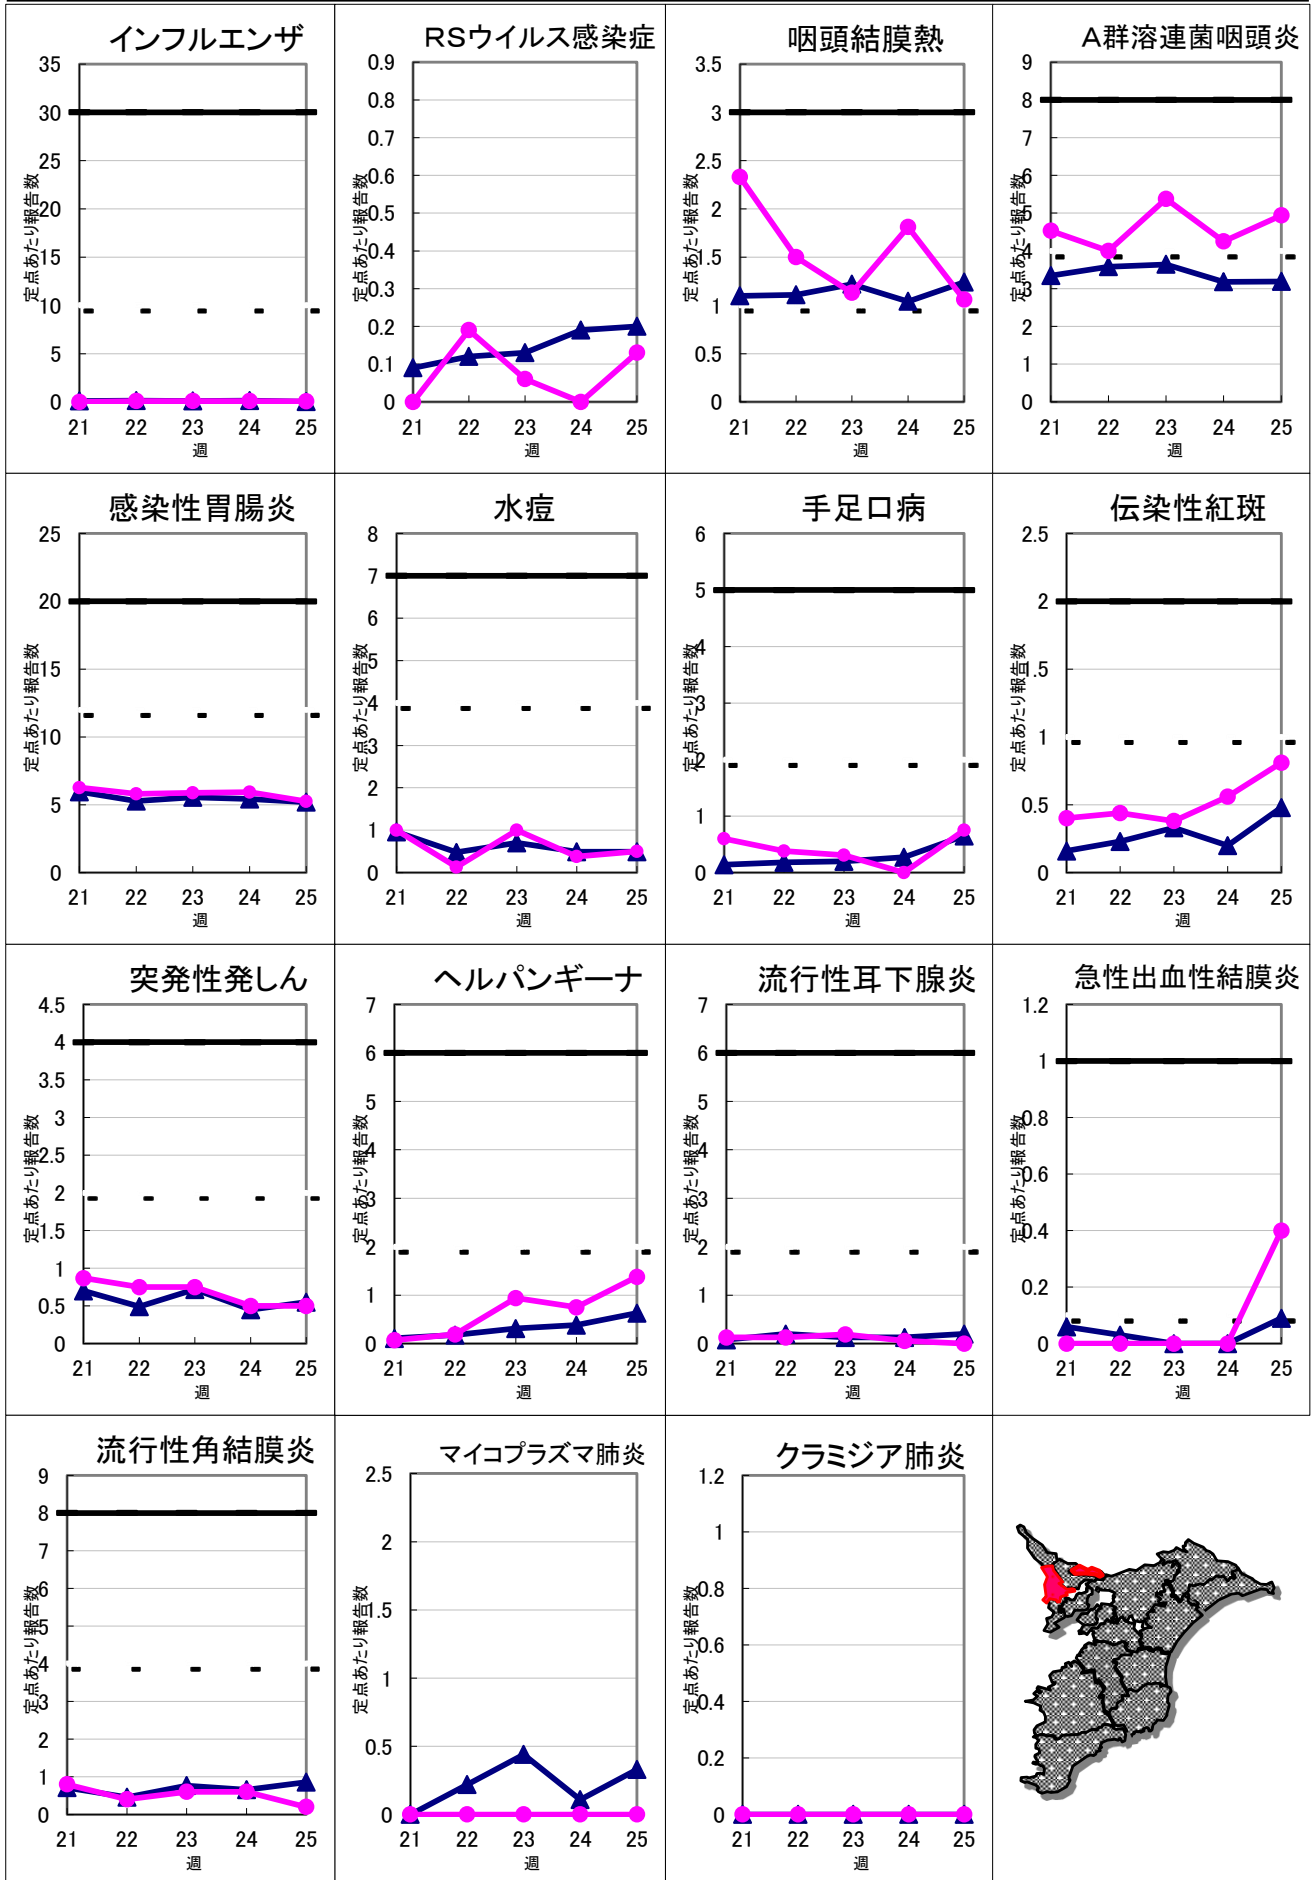 インフルエンザ
35
30
25
20
15
10
5
0
定点あたり報告数
21 22 23 24 25
週
RSウイルス感染症
0.9
0.8
0.7
0.6
0.5
0.4
0.3
0.2
0.1
0
定点あたり報告数
21 22 23 24 25
週
咽頭結膜熱
3.5
3
2.5
2
1.5
1
0.5
0
定点あたり報告数
21 22 23 24 25
週
A群溶連菌咽頭炎
9
8
7
6
5
4
3
2
1
0
定点あたり報告数
21 22 23 24 25
週
感染性胃腸炎
25
20
15
10
5
0
定点あたり報告数
21 22 23 24 25
週
水痘
8
7
6
5
4
3
2
1
0
定点あたり報告数
21 22 23 24 25
週
手足口病
6
5
4
3
2
1
0
定点あたり報告数
21 22 23 24 25
週
伝染性紅斑
2.5
2
1.5
1
0.5
0
定点あたり報告数
21 22 23 24 25
週
突発性発しん
4.5
4
3.5
3
2.5
2
1.5
1
0.5
0
定点あたり報告数
21 22 23 24 25
週
ヘルパンギーナ
7
6
5
4
3
2
1
0
定点あたり報告数
21 22 23 24 25
週
流行性耳下腺炎
7
6
5
4
3
2
1
0
定点あたり報告数
21 22 23 24 25
週
急性出血性結膜炎
1.2
1
0.8
0.6
0.4
0.2
0
定点あたり報告数
21 22 23 24 25
週
流行性角結膜炎
9
8
7
6
5
4
3
2
1
0
定点あたり報告数
21 22 23 24 25
週
マイコプラズマ肺炎
2.5
2
1.5
1
0.5
0
定点あたり報告数
21 22 23 24 25
週
クラミジア肺炎
1.2
1
0.8
0.6
0.4
0.2
0
定点あたり報告数
21 22 23 24 25
週